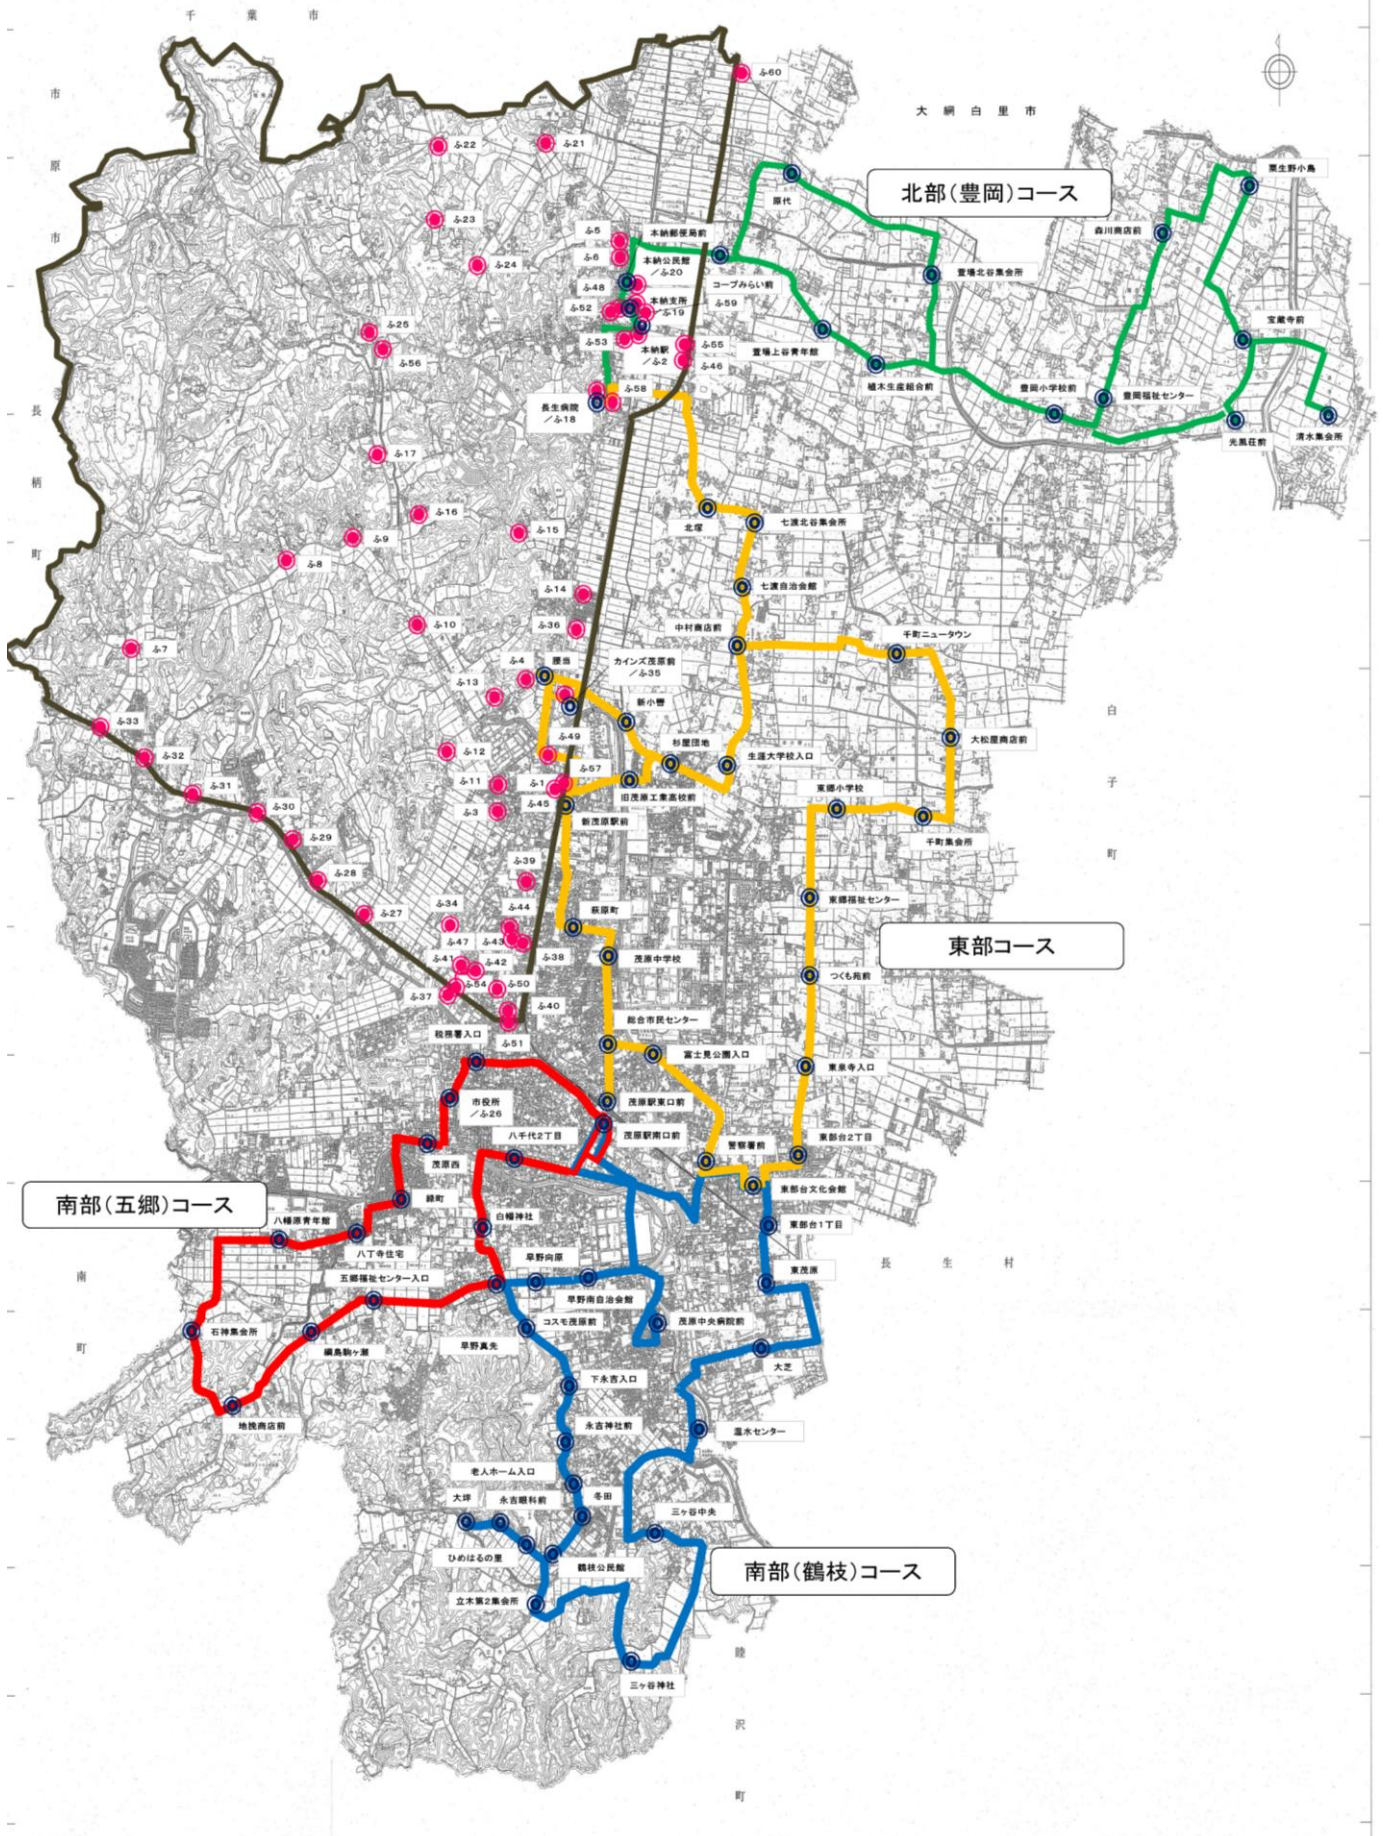 千葉市
大網白里市
市原市
長柄町
白子町
長生村
南町
睦沢町
ふ60
ふ22
ふ21
ふ23
ふ24
ふ5
ふ6
本納郵便局前
本納公民館
/ふ20
ふ48
コープみらい前
原代
北部(豊岡)コース
粟生野小鳥
森川商店前
萱場北谷集会所
ふ52
本納支所
/ふ19
ふ59
ふ53
本納駅
/ふ2
ふ55
ふ46
萱場上谷青年館
植木生産組合前
宝蔵寺前
豊岡小学校前
豊岡福祉センター
光風荘前
清水集会所
ふ25
ふ56
ふ58
長生病院
/ふ18
ふ17
ふ16
ふ9
ふ8
ふ15
北塚
七渡北谷集会所
ふ14
七渡自治会館
ふ10
ふ36
中村商店前
千町ニュータウン
ふ7
ふ4
腰当
カインズ茂原前
/ふ35
ふ13
新小轡
ふ33
ふ32
ふ12
ふ49
杉屋団地
生涯大学校入口
大松屋商店前
ふ31
ふ11
ふ1
ふ57
旧茂原工業高校前
東郷小学校
ふ30
ふ3
ふ45
新茂原駅前
千町集会所
ふ29
ふ28
ふ39
ふ27
ふ34
ふ44
萩原町
東郷福祉センター
東部コース
ふ47
ふ43
ふ38
茂原中学校
ふ41
ふ42
つくも苑前
ふ54
ふ50
ふ37
ふ40
総合市民センター
税務署入口
ふ51
富士見公園入口
東泉寺入口
市役所
/ふ26
茂原駅東口前
八千代2丁目
茂原駅南口前
警察署前
東部台2丁目
茂原西
東部台文化会館
南部(五郷)コース
緑町
八幡原青年館
白幡神社
東部台1丁目
八丁寺住宅
早野向原
五郷福祉センター入口
東茂原
早野南自治会館
石神集会所
綱島駒ヶ瀬
早野真先
コスモ茂原前
茂原中央病院前
大芝
下永吉入口
地挽商店前
永吉神社前
温水センター
老人ホーム入口
大坪
永吉眼科前
冬田
三ヶ谷中央
ひめはるの里
鶴枝公民館
南部(鶴枝)コース
立木第2集会所
三ヶ谷神社